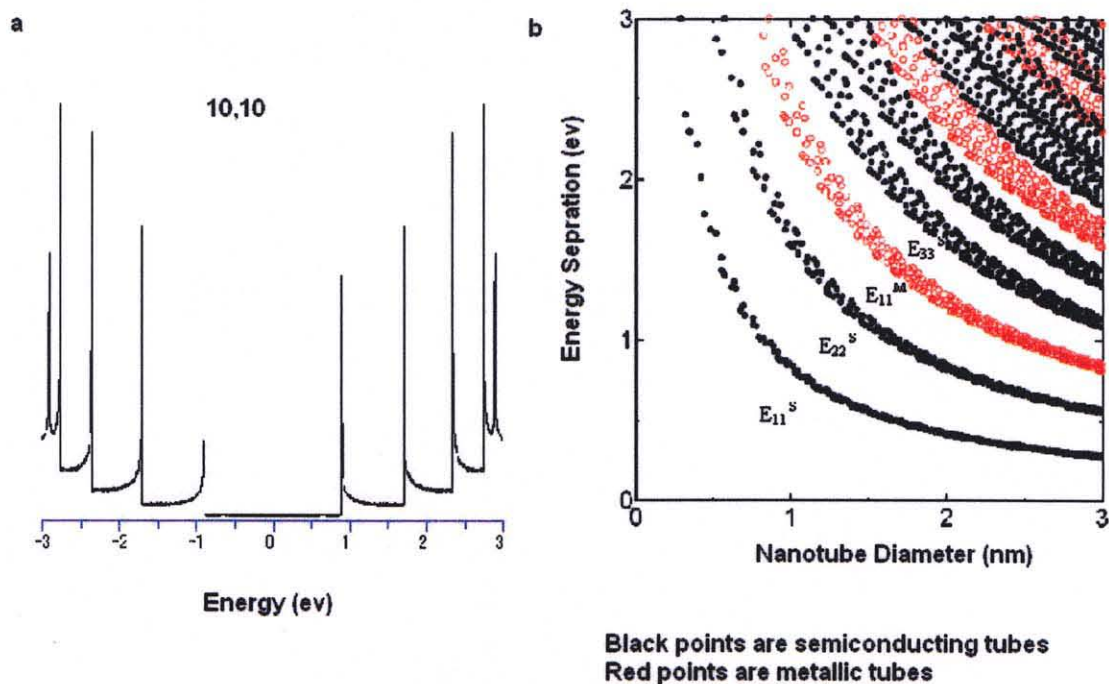 a
10,10
-3 -2 -1 0 1 2 3
Energy (ev)
b
3
2
1
0
Energy Sepration (ev)
E33S
E11M
E22S
E11S
0 1 2 3
Nanotube Diameter (nm)
Black points are semiconducting tubes
Red points are metallic tubes